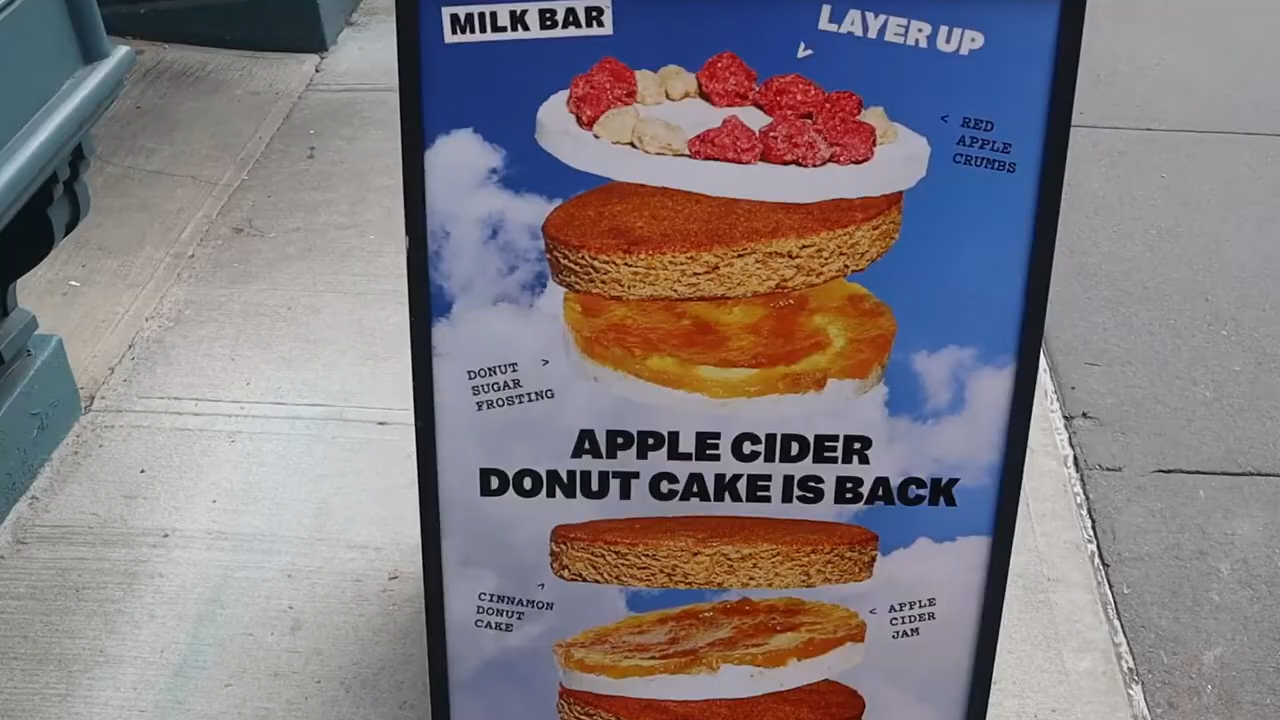 MILK BAR
LAYER UP
<
< RED
APPLE
CRUMBS
DONUT >
SUGAR
FROSTING
APPLE CIDER
DONUT CAKE IS BACK
<
CINNAMON
DONUT
CAKE
< APPLE
CIDER
JAM